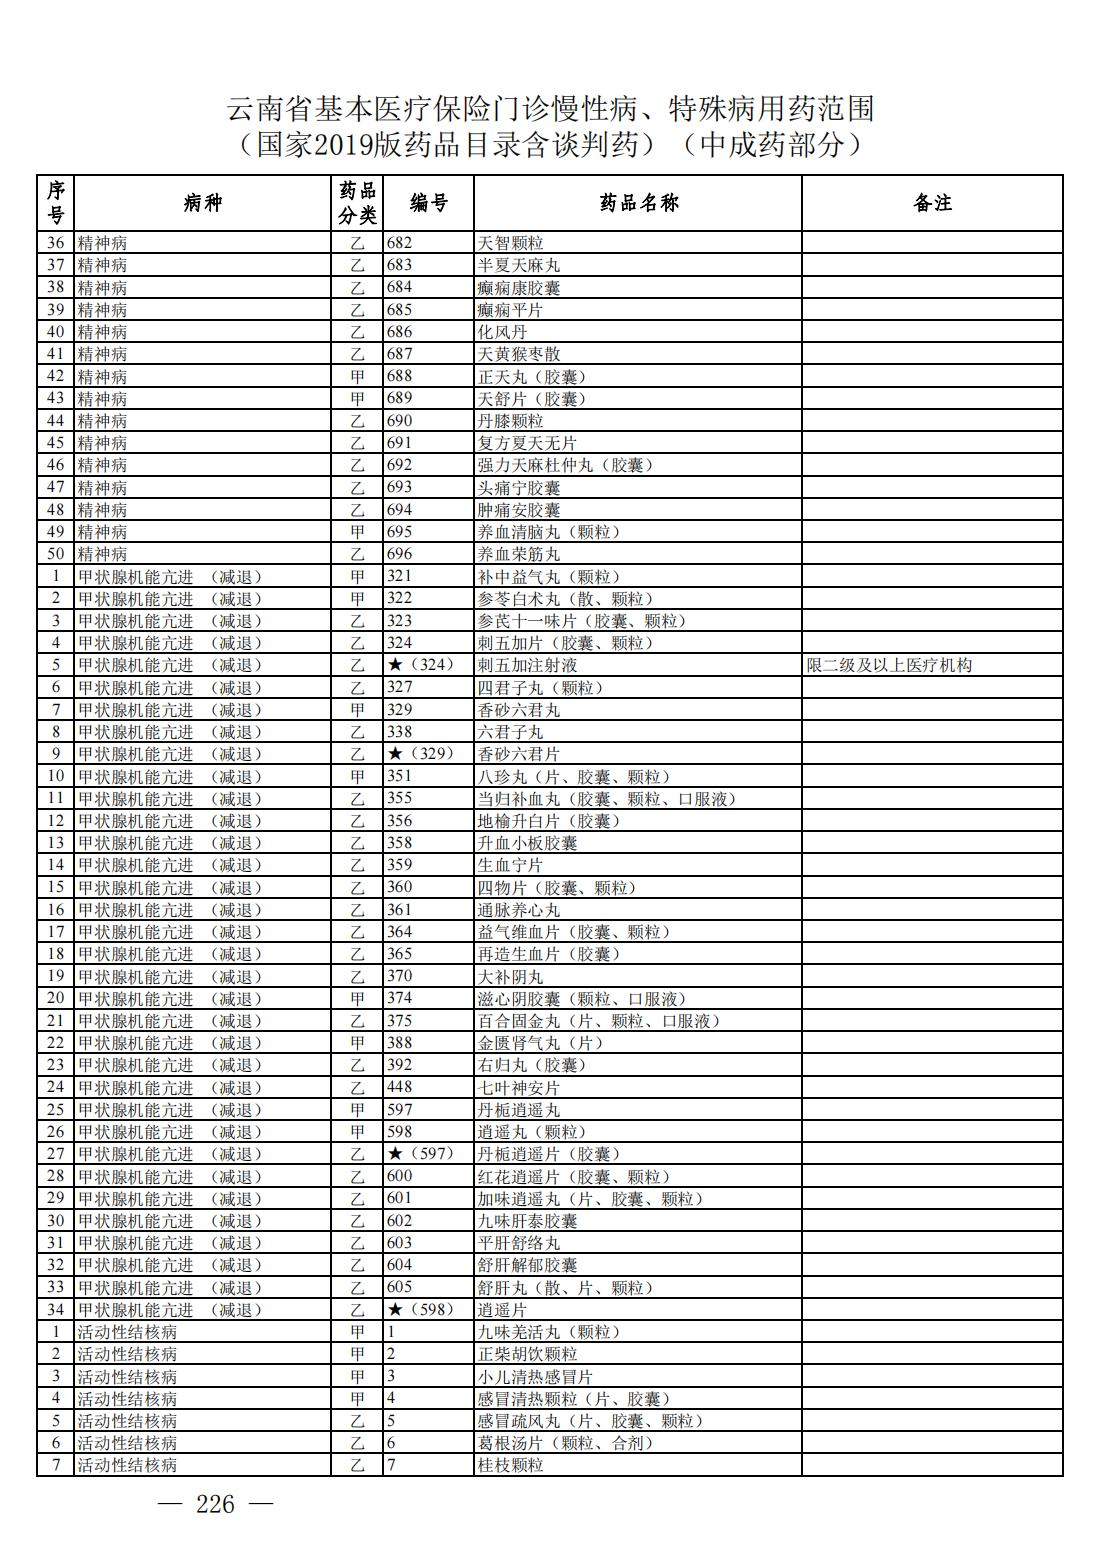 云南省基本医疗保险门诊慢性病、特殊病用药范围
（国家2019版药品目录含谈判药）（中成药部分）
序号 病种 药品分类 编号 药品名称 备注
36 精神病 乙 682 天智颗粒
37 精神病 乙 683 半夏天麻丸
38 精神病 乙 684 癫痫康胶囊
39 精神病 乙 685 癫痫平片
40 精神病 乙 686 化风丹
41 精神病 乙 687 天黄猴枣散
42 精神病 甲 688 正天丸（胶囊）
43 精神病 甲 689 天舒片（胶囊）
44 精神病 乙 690 丹膝颗粒
45 精神病 乙 691 复方夏天无片
46 精神病 乙 692 强力天麻杜仲丸（胶囊）
47 精神病 乙 693 头痛宁胶囊
48 精神病 乙 694 肿痛安胶囊
49 精神病 甲 695 养血清脑丸（颗粒）
50 精神病 乙 696 养血荣筋丸
1 甲状腺机能亢进 （减退） 甲 321 补中益气丸（颗粒）
2 甲状腺机能亢进 （减退） 甲 322 参苓白术丸（散、颗粒）
3 甲状腺机能亢进 （减退） 乙 323 参芪十一味片（胶囊、颗粒）
4 甲状腺机能亢进 （减退） 乙 324 刺五加片（胶囊、颗粒）
5 甲状腺机能亢进 （减退） 乙 ★（324） 刺五加注射液 限二级及以上医疗机构
6 甲状腺机能亢进 （减退） 乙 327 四君子丸（颗粒）
7 甲状腺机能亢进 （减退） 甲 329 香砂六君丸
8 甲状腺机能亢进 （减退） 乙 338 六君子丸
9 甲状腺机能亢进 （减退） 乙 ★（329） 香砂六君片
10 甲状腺机能亢进 （减退） 甲 351 八珍丸（片、胶囊、颗粒）
11 甲状腺机能亢进 （减退） 乙 355 当归补血丸（胶囊、颗粒、口服液）
12 甲状腺机能亢进 （减退） 乙 356 地榆升白片（胶囊）
13 甲状腺机能亢进 （减退） 乙 358 升血小板胶囊
14 甲状腺机能亢进 （减退） 乙 359 生血宁片
15 甲状腺机能亢进 （减退） 乙 360 四物片（胶囊、颗粒）
16 甲状腺机能亢进 （减退） 乙 361 通脉养心丸
17 甲状腺机能亢进 （减退） 乙 364 益气维血片（胶囊、颗粒）
18 甲状腺机能亢进 （减退） 乙 365 再造生血片（胶囊）
19 甲状腺机能亢进 （减退） 乙 370 大补阴丸
20 甲状腺机能亢进 （减退） 甲 374 滋心阴胶囊（颗粒、口服液）
21 甲状腺机能亢进 （减退） 乙 375 百合固金丸（片、颗粒、口服液）
22 甲状腺机能亢进 （减退） 甲 388 金匮肾气丸（片）
23 甲状腺机能亢进 （减退） 乙 392 右归丸（胶囊）
24 甲状腺机能亢进 （减退） 乙 448 七叶神安片
25 甲状腺机能亢进 （减退） 甲 597 丹栀逍遥丸
26 甲状腺机能亢进 （减退） 甲 598 逍遥丸（颗粒）
27 甲状腺机能亢进 （减退） 乙 ★（597） 丹栀逍遥片（胶囊）
28 甲状腺机能亢进 （减退） 乙 600 红花逍遥片（胶囊、颗粒）
29 甲状腺机能亢进 （减退） 乙 601 加味逍遥丸（片、胶囊、颗粒）
30 甲状腺机能亢进 （减退） 乙 602 九味肝泰胶囊
31 甲状腺机能亢进 （减退） 乙 603 平肝舒络丸
32 甲状腺机能亢进 （减退） 乙 604 舒肝解郁胶囊
33 甲状腺机能亢进 （减退） 乙 605 舒肝丸（散、片、颗粒）
34 甲状腺机能亢进 （减退） 乙 ★（598） 逍遥片
1 活动性结核病 甲 1 九味羌活丸（颗粒）
2 活动性结核病 甲 2 正柴胡饮颗粒
3 活动性结核病 甲 3 小儿清热感冒片
4 活动性结核病 甲 4 感冒清热颗粒（片、胶囊）
5 活动性结核病 乙 5 感冒疏风丸（片、胶囊、颗粒）
6 活动性结核病 乙 6 葛根汤片（颗粒、合剂）
7 活动性结核病 乙 7 桂枝颗粒
— 226 —